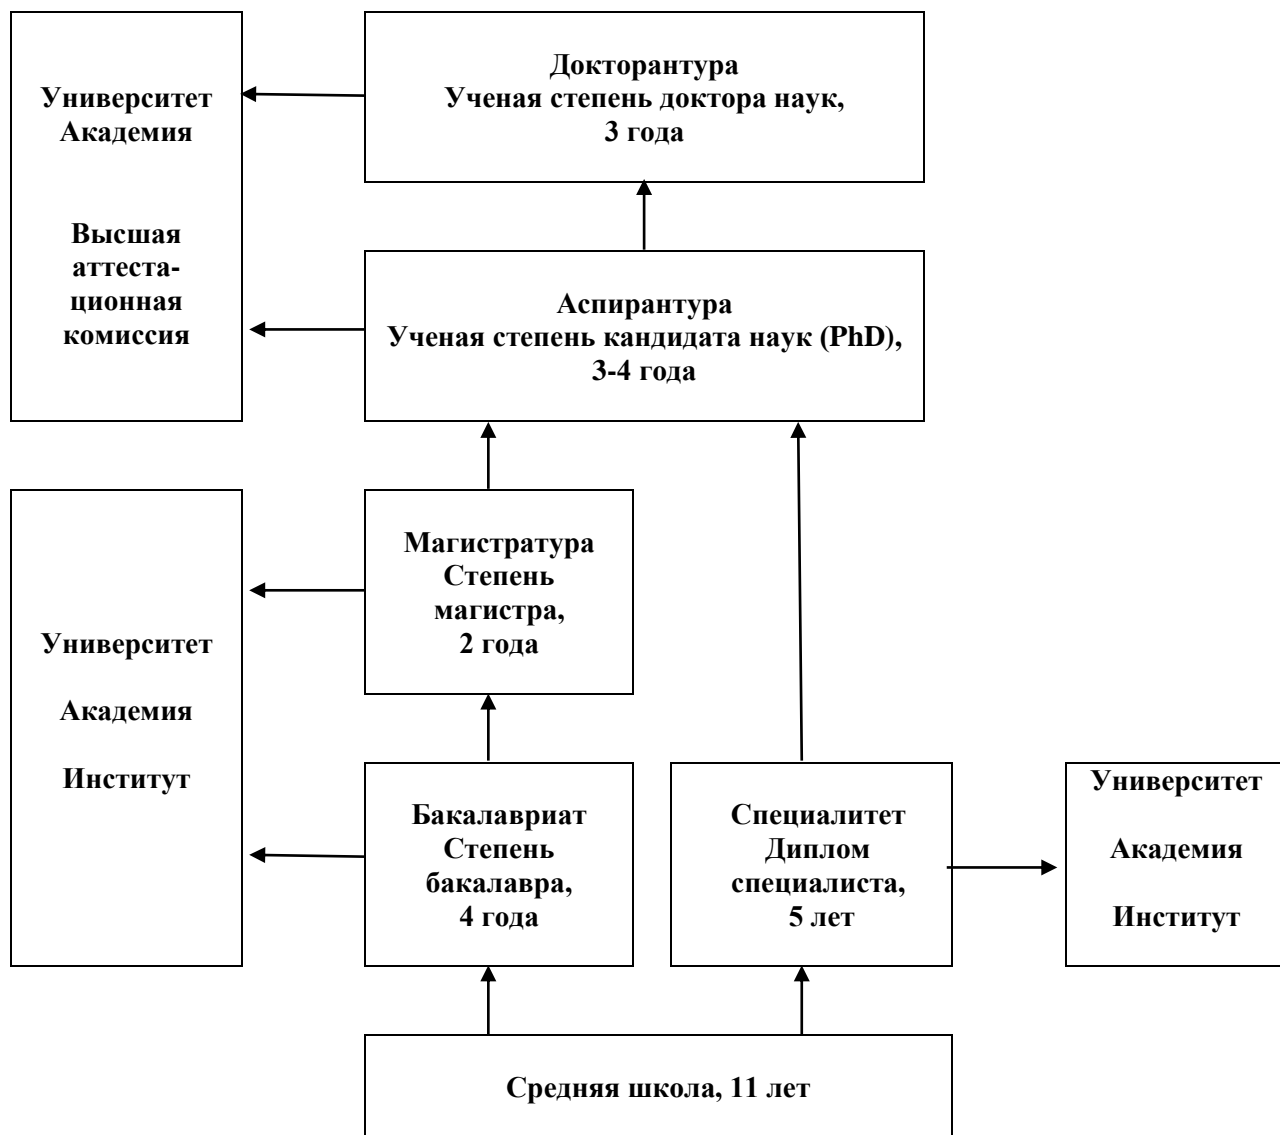 Университет
Академия
Высшая
аттеста-
ционная
комиссия
Докторантура
Ученая степень доктора наук,
3 года
Аспирантура
Ученая степень кандидата наук (PhD),
3-4 года
Университет
Академия
Институт
Магистратура
Степень
магистра,
2 года
Бакалавриат
Степень
бакалавра,
4 года
Специалитет
Диплом
специалиста,
5 лет
Университет
Академия
Институт
Средняя школа, 11 лет